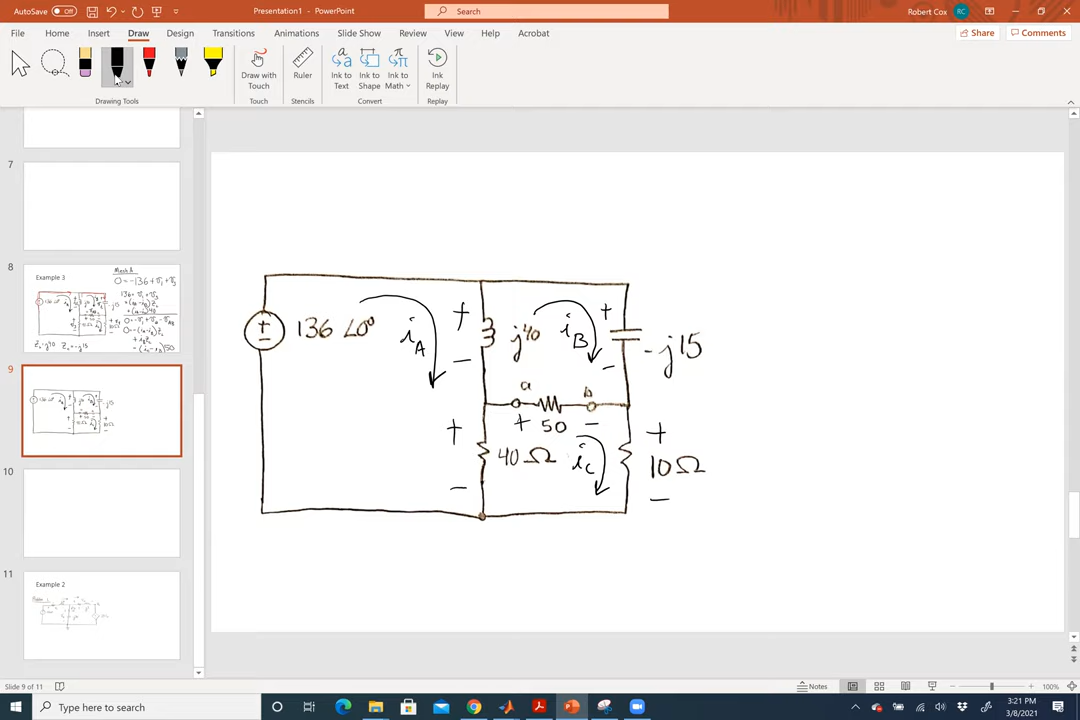 AutoSave Off
Presentation1 - PowerPoint
Search
Robert Cox RC
File Home Insert Draw Design Transitions Animations Slide Show Review View Help Acrobat
Share Comments
Draw with Touch
Ruler
Ink to Text
Ink to Shape
Ink to Math
Ink Replay
Drawing Tools Touch Stencils Convert Replay
7
8
Example 3
Mesh A
9
10
11
Example 2
136 ∠0°
+
−
i_A
+
−
j40
i_B
+
−
-j15
a
b
+ 50 −
+
−
40 Ω
i_C
+
10 Ω
−
Slide 9 of 11
Notes
100%
Type here to search
3:21 PM
3/8/2021